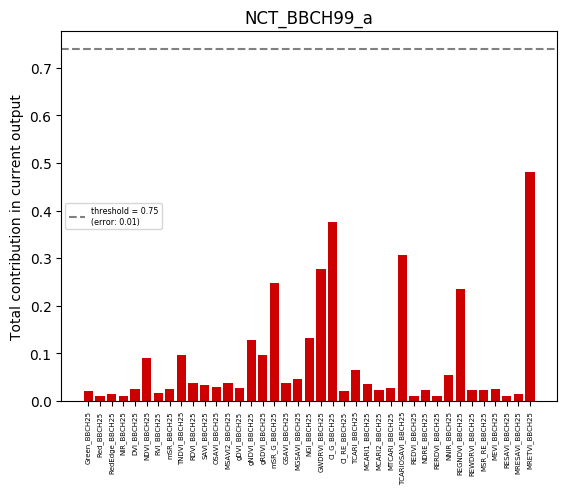 NCT_BBCH99_a
Total contribution in current output
0.7
0.6
0.5
0.4
0.3
0.2
0.1
0.0
threshold = 0.75
(error: 0.01)
Green_BBCH25
Red_BBCH25
RedEdge_BBCH25
NIR_BBCH25
DVI_BBCH25
NDVI_BBCH25
RVI_BBCH25
mSR_BBCH25
TNDVI_BBCH25
RDVI_BBCH25
SAVI_BBCH25
OSAVI_BBCH25
MSAVI2_BBCH25
gDVI_BBCH25
gNDVI_BBCH25
gRDVI_BBCH25
mSR_G_BBCH25
GSAVI_BBCH25
MGSAVI_BBCH25
NGI_BBCH25
GWDRVI_BBCH25
CI_G_BBCH25
CI_RE_BBCH25
TCARI_BBCH25
MCARI1_BBCH25
MCARI2_BBCH25
MTCARI_BBCH25
TCARIOSAVI_BBCH25
REDVI_BBCH25
NDRE_BBCH25
RERDVI_BBCH25
NNIR_BBCH25
REGNDVI_BBCH25
REWDRVI_BBCH25
MSR_RE_BBCH25
MEVI_BBCH25
RESAVI_BBCH25
MRESAVI_BBCH25
MRETVI_BBCH25